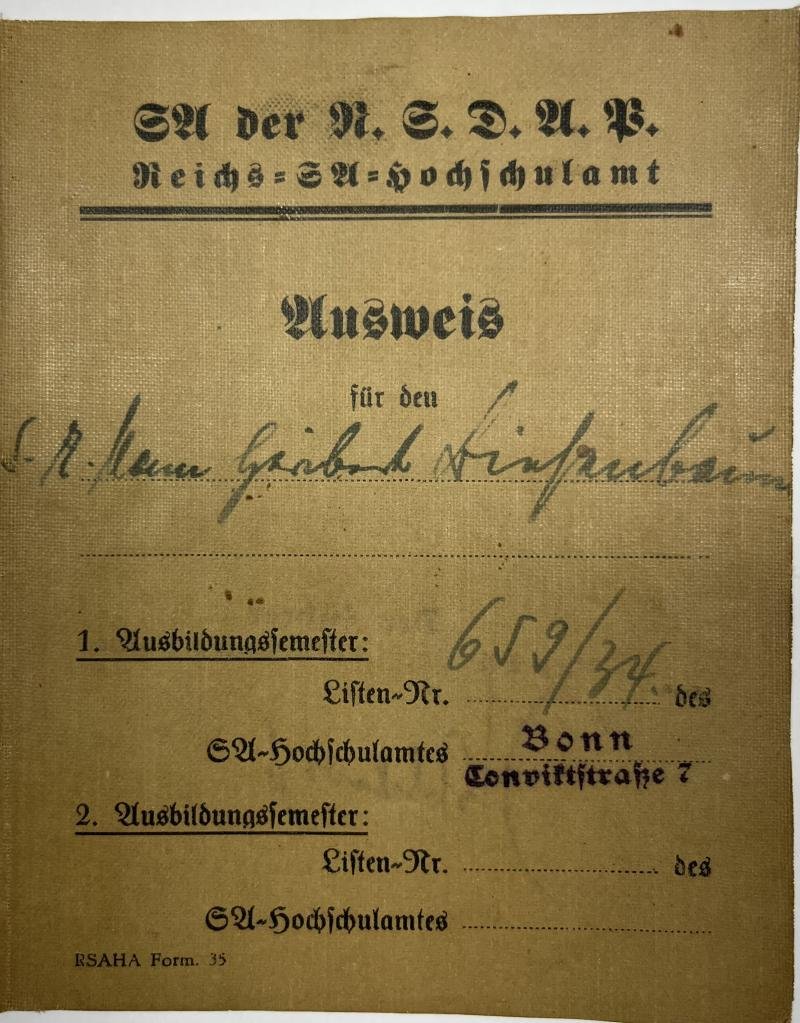 SA der N. S. D. A. P.
Reichs=SA=Hochschulamt
Ausweis
für den
S.-A. Mann Heribert
1. Ausbildungssemester:
659/34.
Listen-Nr. des
SA-Hochschulamtes Bonn
Conviktstraße 7
2. Ausbildungssemester:
Listen-Nr. des
SA-Hochschulamtes
RSAHA Form. 35